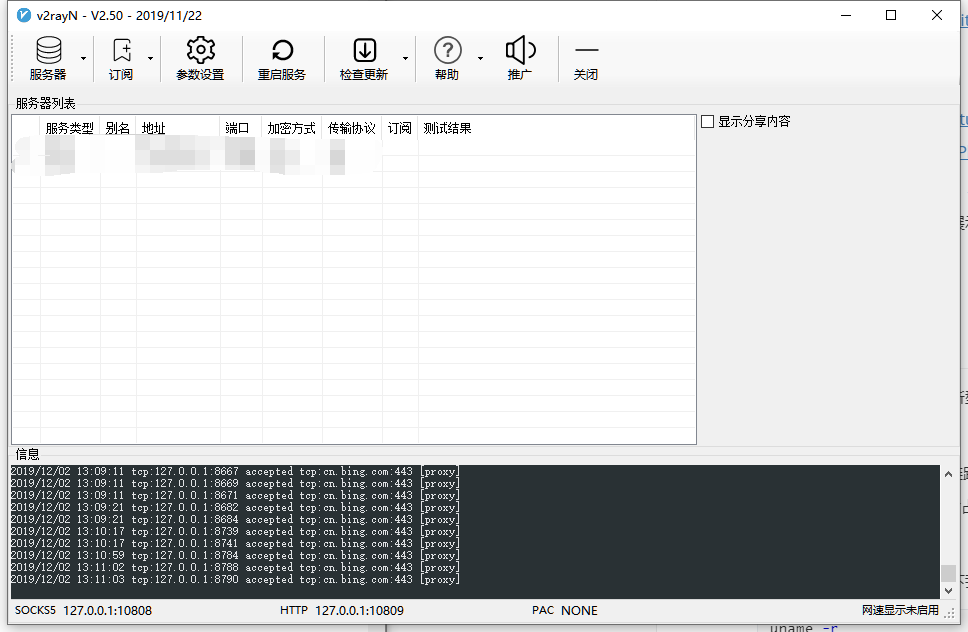 v2rayN - V2.50 - 2019/11/22
服务器 订阅 参数设置 重启服务 检查更新 帮助 推广 关闭
服务器列表
服务类型 别名 地址 端口 加密方式 传输协议 订阅 测试结果
显示分享内容
信息
2019/12/02 13:09:11 tcp:127.0.0.1:8667 accepted tcp:cn.bing.com:443 [proxy]
2019/12/02 13:09:11 tcp:127.0.0.1:8669 accepted tcp:cn.bing.com:443 [proxy]
2019/12/02 13:09:11 tcp:127.0.0.1:8671 accepted tcp:cn.bing.com:443 [proxy]
2019/12/02 13:09:21 tcp:127.0.0.1:8682 accepted tcp:cn.bing.com:443 [proxy]
2019/12/02 13:09:21 tcp:127.0.0.1:8684 accepted tcp:cn.bing.com:443 [proxy]
2019/12/02 13:10:17 tcp:127.0.0.1:8739 accepted tcp:cn.bing.com:443 [proxy]
2019/12/02 13:10:17 tcp:127.0.0.1:8741 accepted tcp:cn.bing.com:443 [proxy]
2019/12/02 13:10:59 tcp:127.0.0.1:8784 accepted tcp:cn.bing.com:443 [proxy]
2019/12/02 13:11:02 tcp:127.0.0.1:8788 accepted tcp:cn.bing.com:443 [proxy]
2019/12/02 13:11:03 tcp:127.0.0.1:8790 accepted tcp:cn.bing.com:443 [proxy]
SOCKS5 127.0.0.1:10808 HTTP 127.0.0.1:10809 PAC NONE 网速显示未启用
uname -r